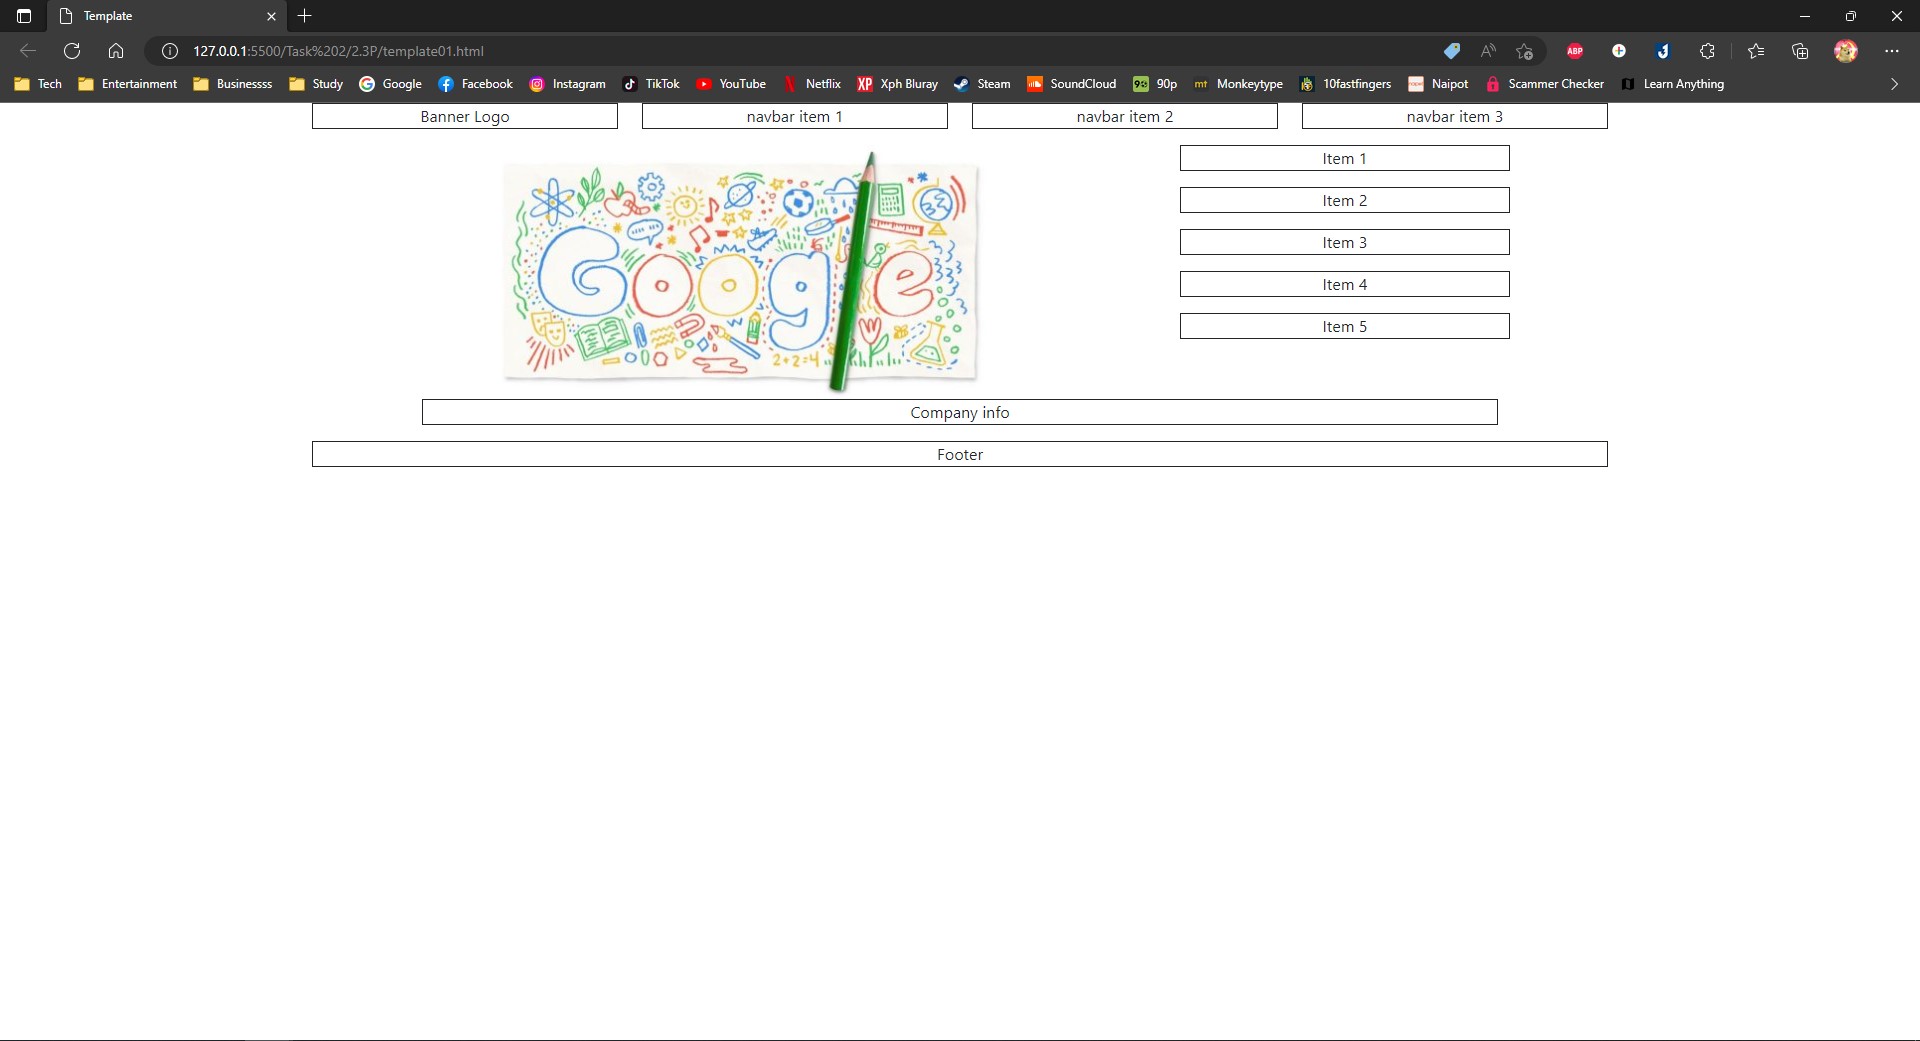 Template
127.0.0.1:5500/Task%202/2.3P/template01.html
ABP
Tech Entertainment Businessss Study Google Facebook Instagram TikTok YouTube Netflix XP Xph Bluray Steam SoundCloud 90p mt Monkeytype 10fastfingers Naipot Scammer Checker Learn Anything
Banner Logo navbar item 1 navbar item 2 navbar item 3
Google
2+2=4
Item 1
Item 2
Item 3
Item 4
Item 5
Company info
Footer